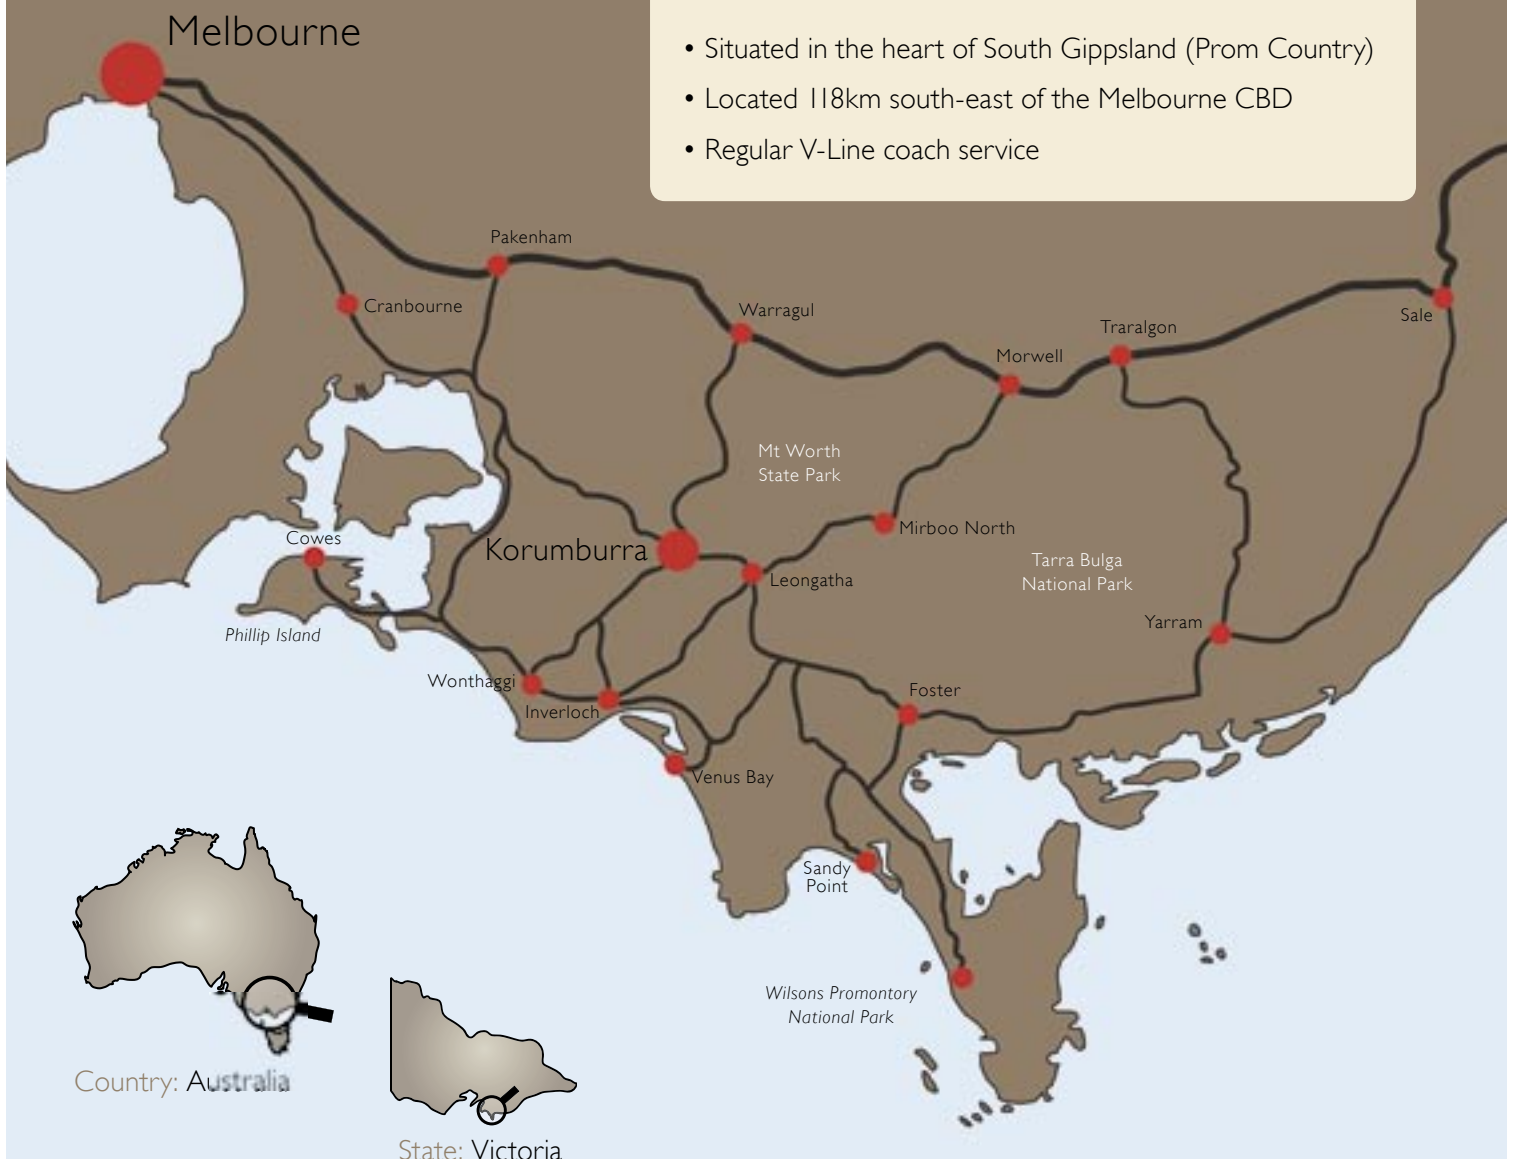 Melbourne
• Situated in the heart of South Gippsland (Prom Country)
• Located 118km south-east of the Melbourne CBD
• Regular V-Line coach service
Pakenham
Cranbourne
Warragul
Traralgon
Sale
Morwell
Mt Worth
State Park
Mirboo North
Cowes
Korumburra
Leongatha
Tarra Bulga
National Park
Phillip Island
Yarram
Wonthaggi
Inverloch
Foster
Venus Bay
Sandy
Point
Wilsons Promontory
National Park
Country: Australia
State: Victoria